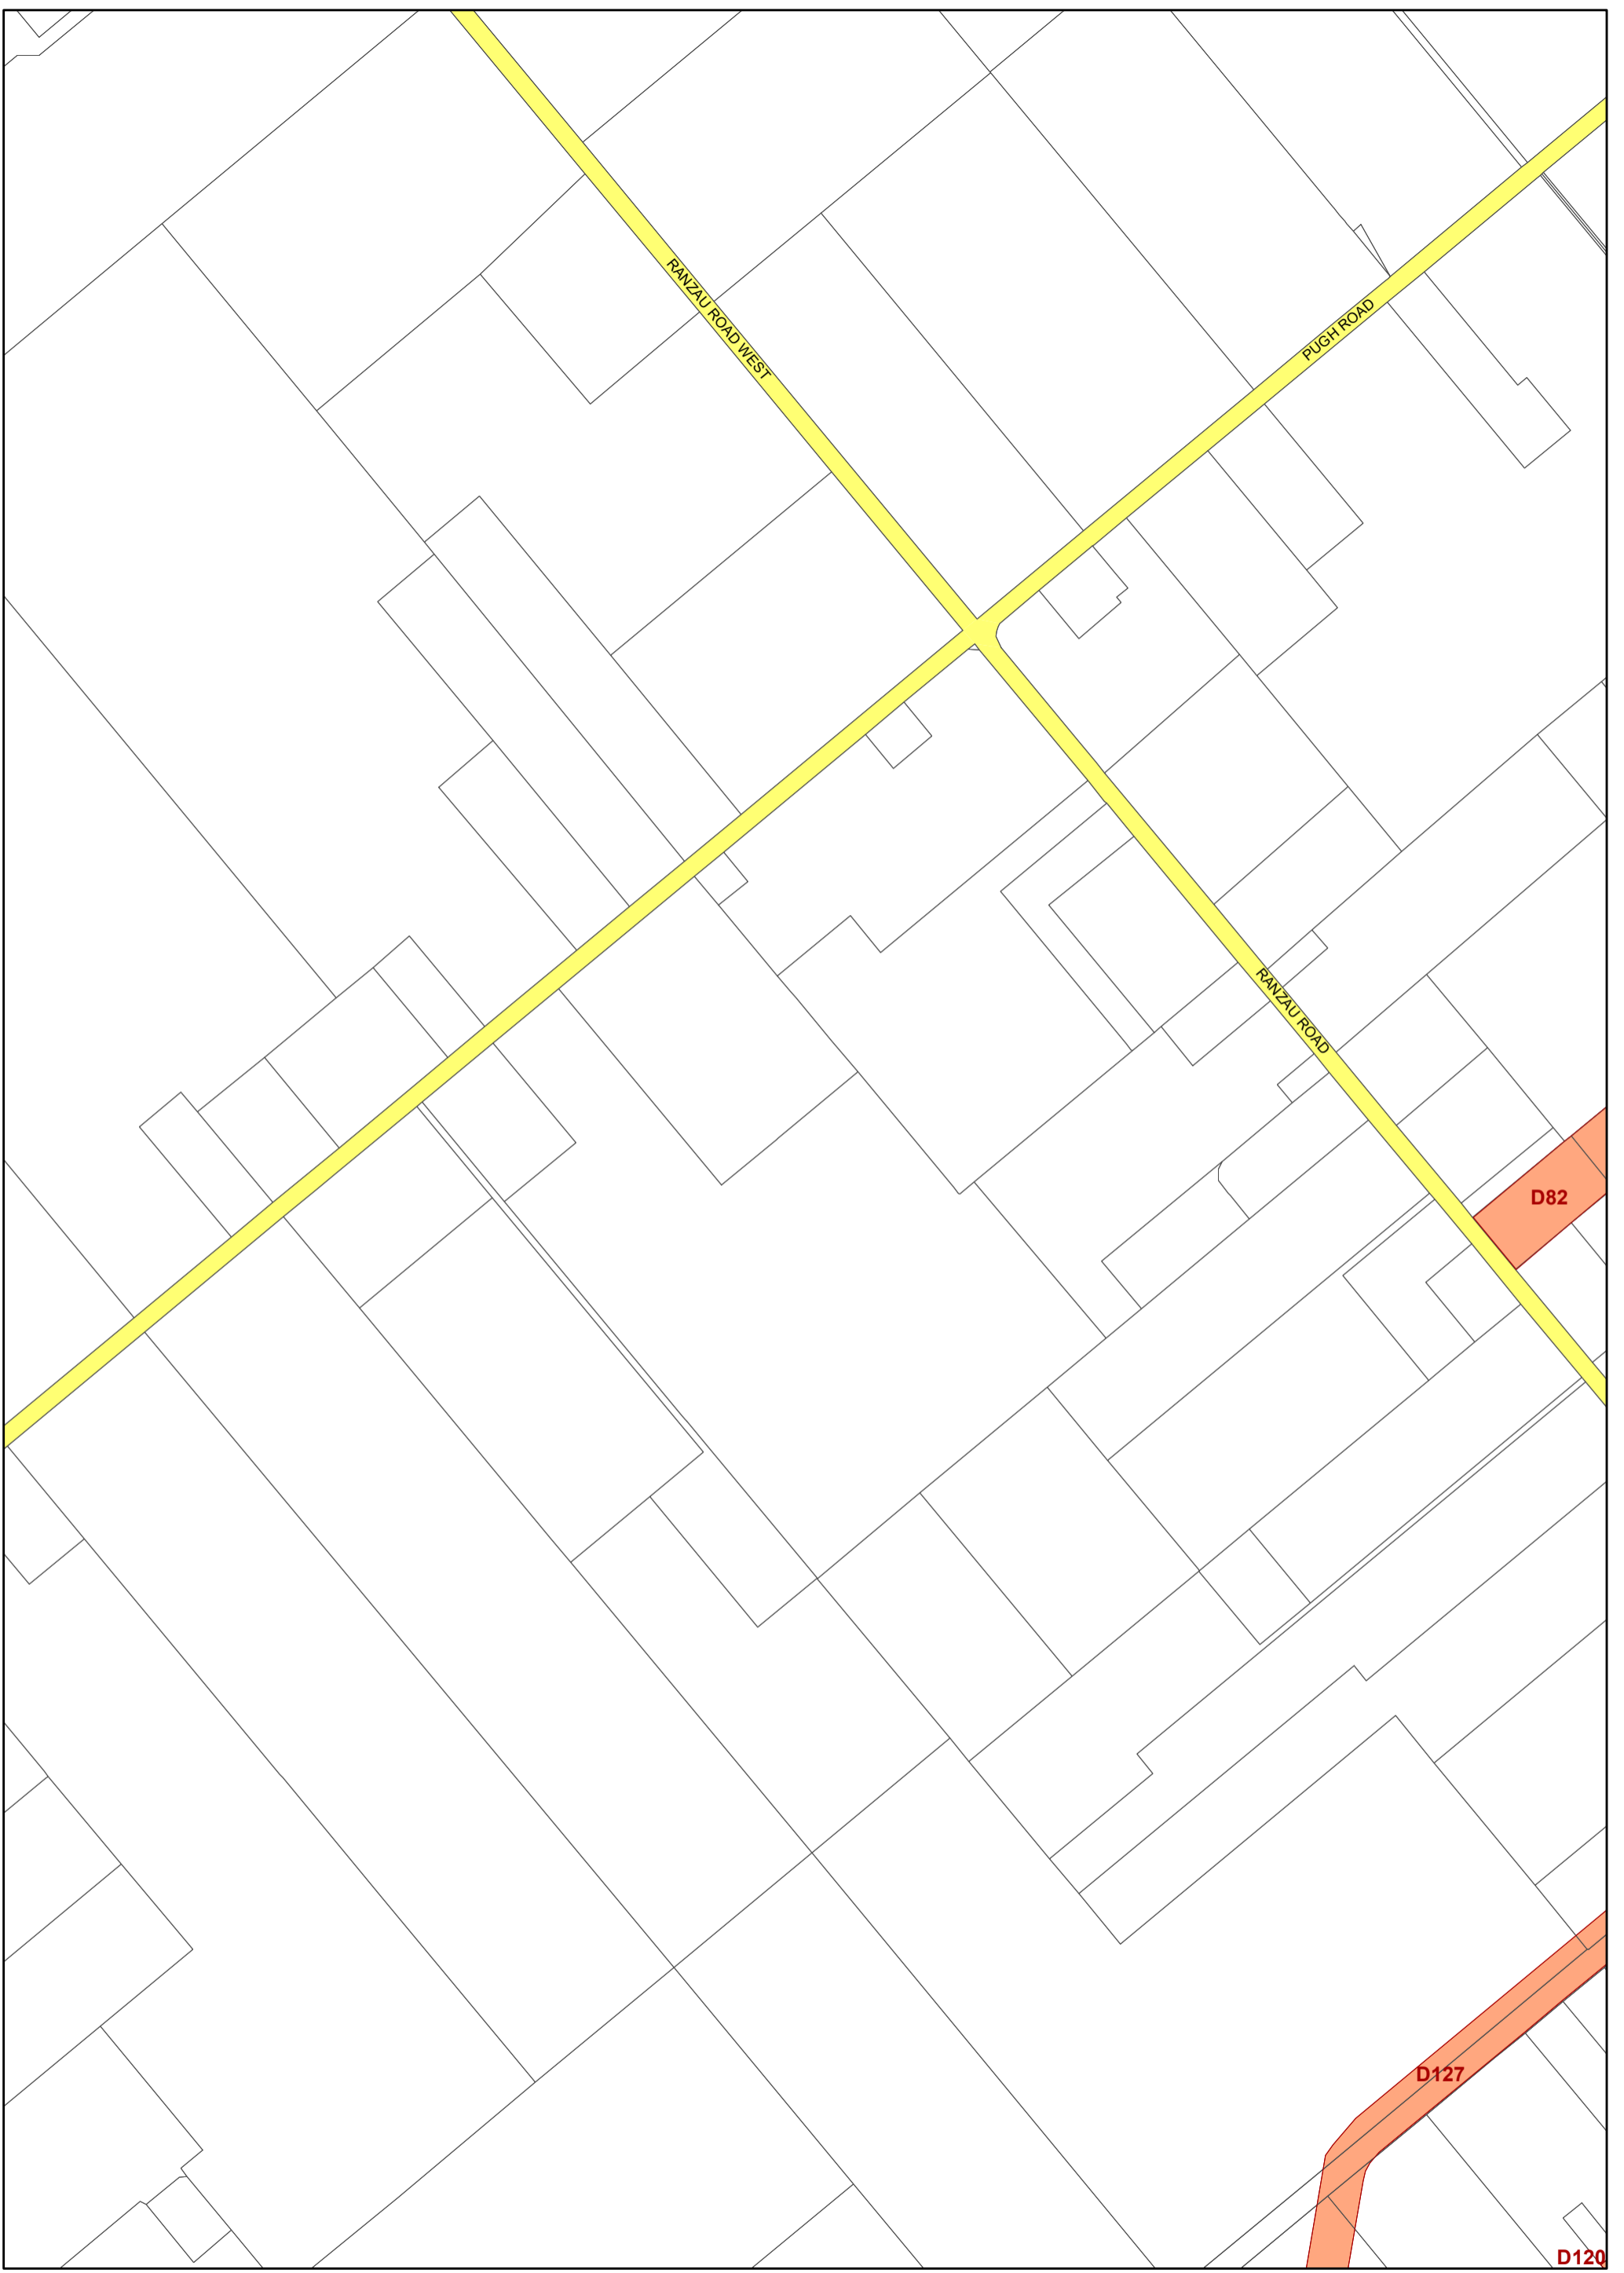 RANZAU ROAD WEST
PUGH ROAD
RANZAU ROAD
D82
D127
D120